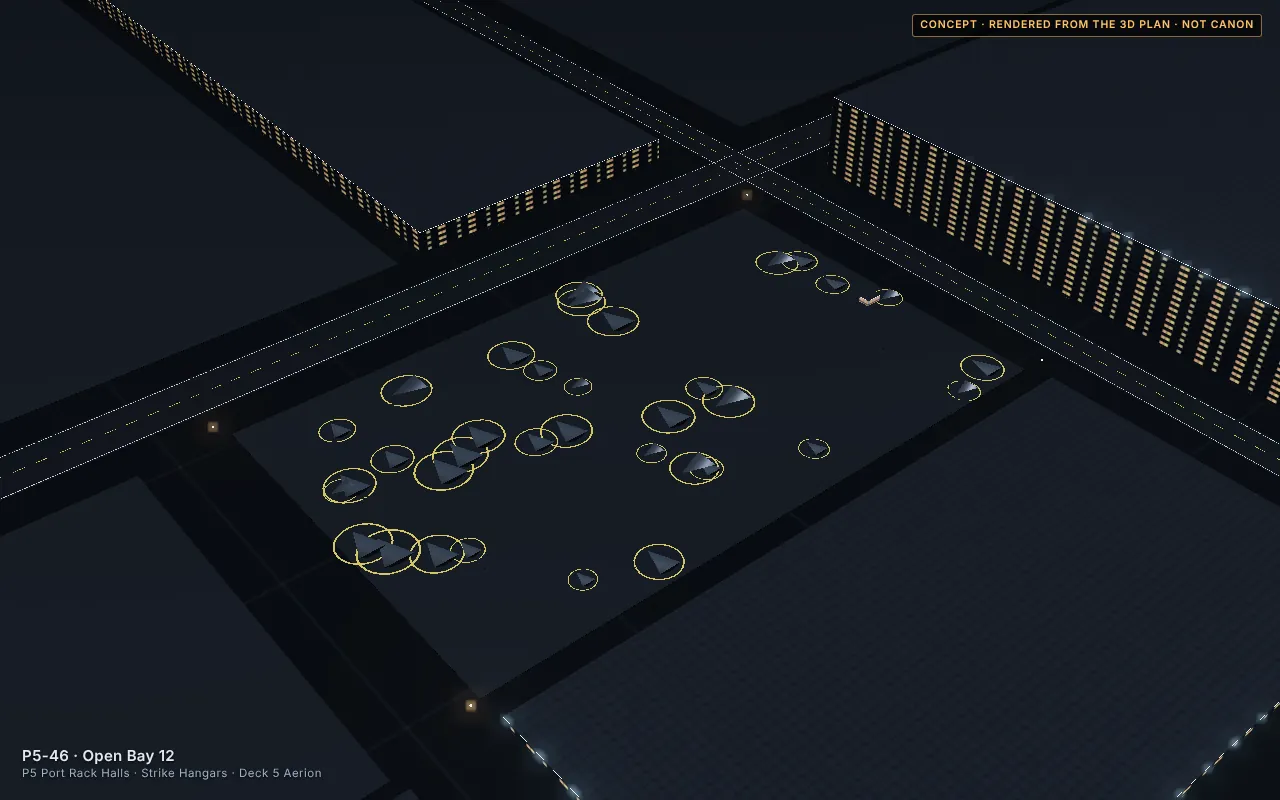 CONCEPT · RENDERED FROM THE 3D PLAN · NOT CANON
P5-46 · Open Bay 12
P5 Port Rack Halls · Strike Hangars · Deck 5 Aerion